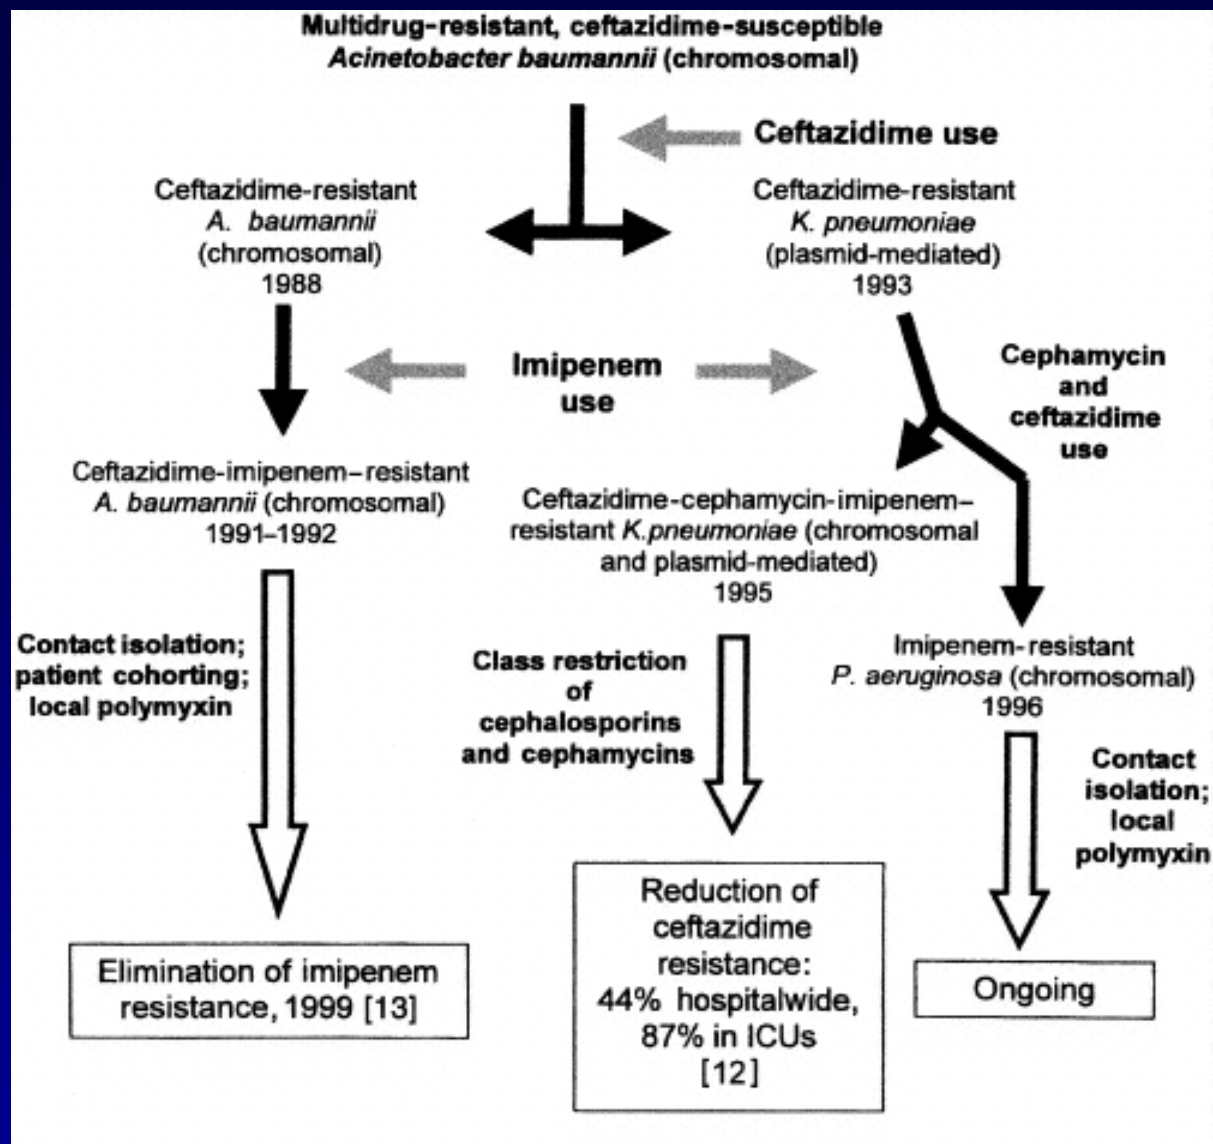 Multidrug-resistant, ceftazidime-susceptible
Acinetobacter baumannii (chromosomal)
Ceftazidime use
Ceftazidime-resistant
A. baumannii
(chromosomal)
1988
Ceftazidime-resistant
K. pneumoniae
(plasmid-mediated)
1993
Imipenem
use
Cephamycin
and
ceftazidime
use
Ceftazidime-imipenem–resistant
A. baumannii (chromosomal)
1991–1992
Ceftazidime-cephamycin-imipenem–
resistant K.pneumoniae (chromosomal
and plasmid-mediated)
1995
Imipenem-resistant
P. aeruginosa (chromosomal)
1996
Contact isolation;
patient cohorting;
local polymyxin
Class restriction
of
cephalosporins
and cephamycins
Contact
isolation;
local
polymyxin
Elimination of imipenem
resistance, 1999 [13]
Reduction of
ceftazidime
resistance:
44% hospitalwide,
87% in ICUs
[12]
Ongoing